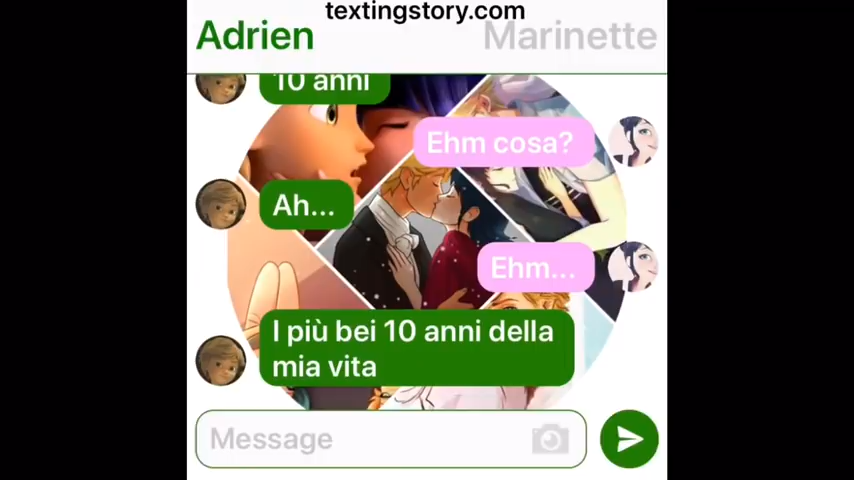 textingstory.com
Adrien
Marinette
10 anni
Ehm cosa?
Ah...
Ehm...
I più bei 10 anni della
mia vita
Message